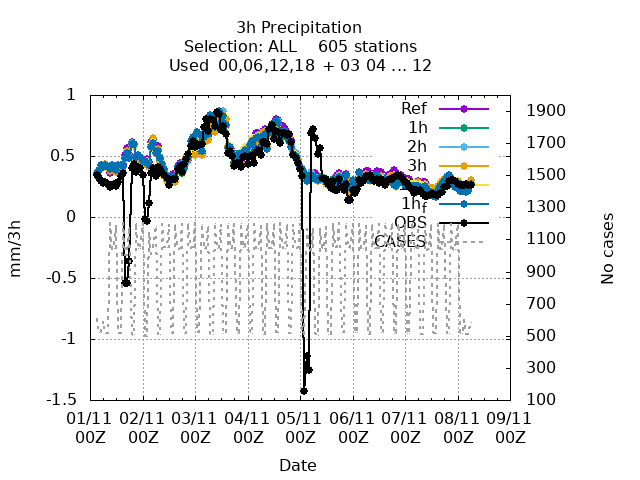 3h Precipitation
Selection: ALL    605 stations
Used  00,06,12,18 + 03 04 ... 12
mm/3h
1
0.5
0
-0.5
-1
-1.5
Ref
1h
2h
3h
1hf
OBS
CASES
1900
1700
1500
1300
1100
900
700
500
300
100
No cases
01/11 02/11 03/11 04/11 05/11 06/11 07/11 08/11 09/11
00Z 00Z 00Z 00Z 00Z 00Z 00Z 00Z 00Z
Date